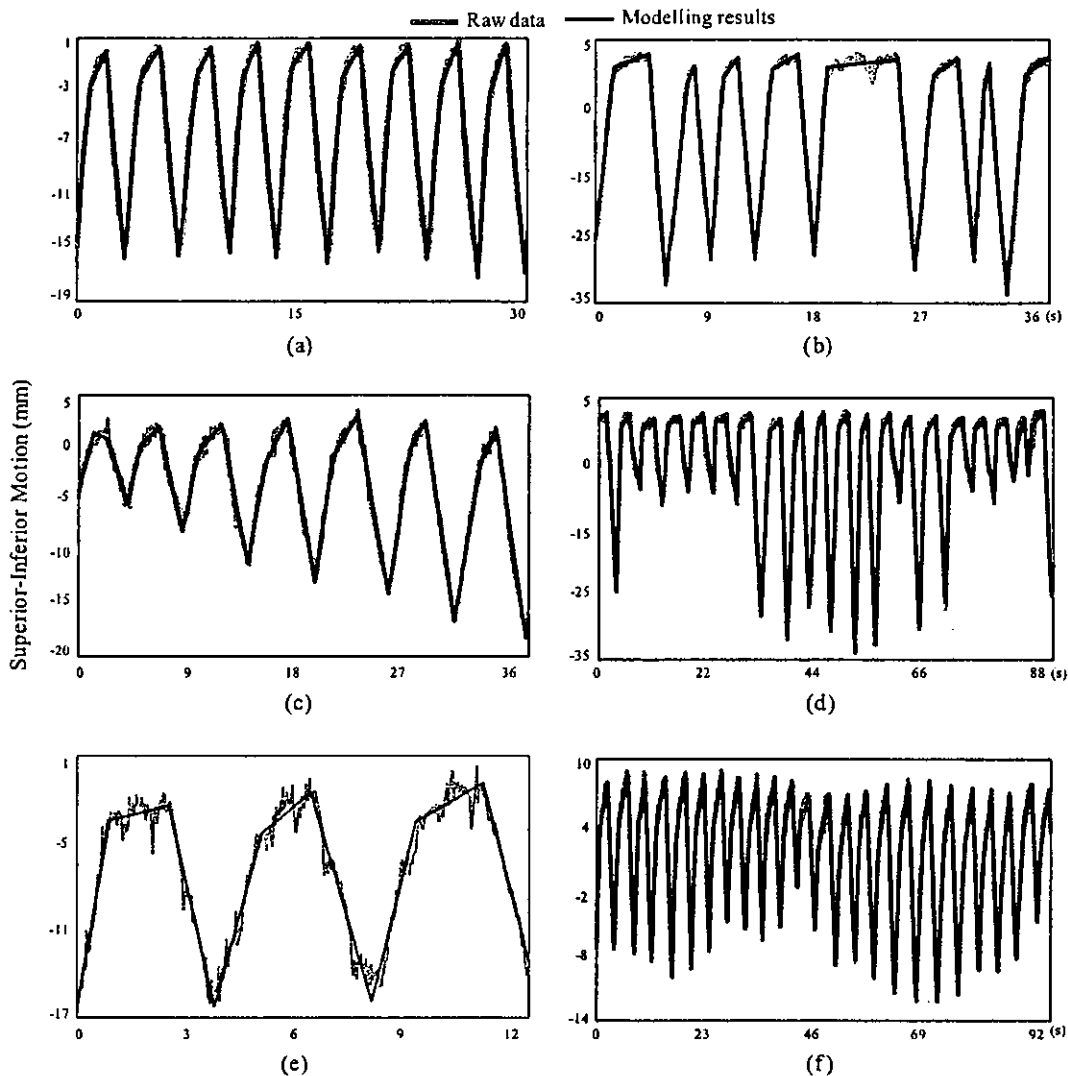 Raw data Modelling results
1
-3
-7
-11
-15
-19
0 15 30
(a)
5
0
-15
-25
-35
0 9 18 27 36 (s)
(b)
Superior-Inferior Motion (mm)
5
0
-5
-10
-15
-20
0 9 18 27 36
(c)
5
0
-15
-25
-35
0 22 44 66 88 (s)
(d)
1
-5
-11
-17
0 3 6 9 12
(e)
10
4
-2
-8
-14
0 23 46 69 92 (s)
(f)